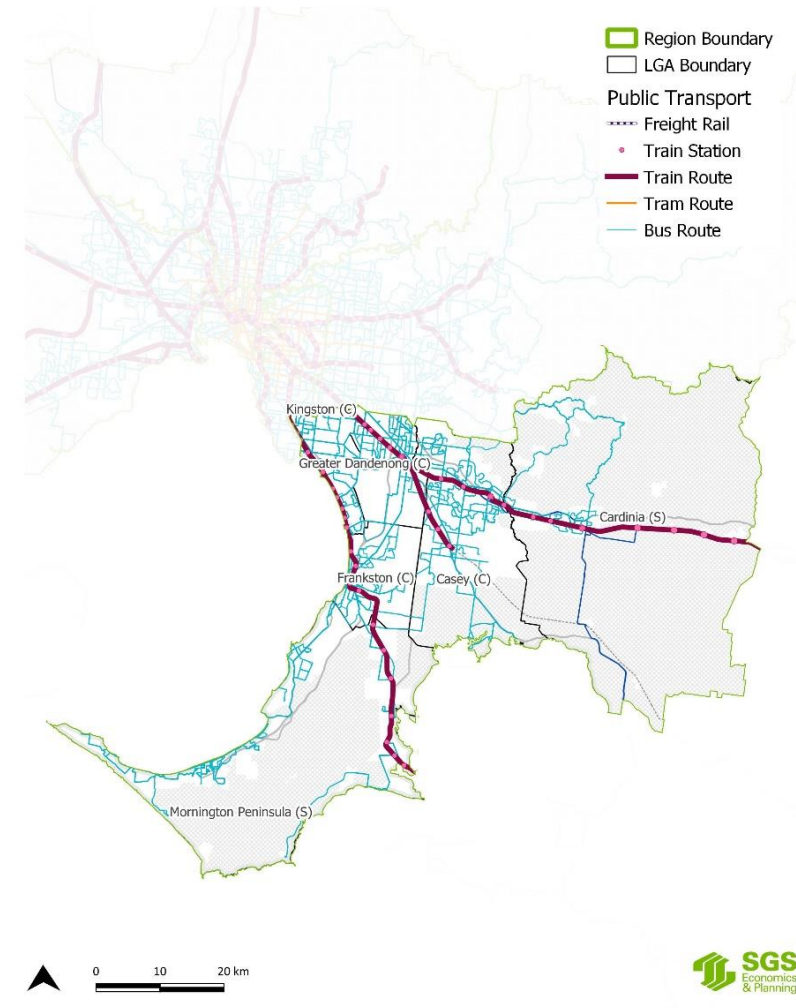 Region Boundary
LGA Boundary
Public Transport
Freight Rail
Train Station
Train Route
Tram Route
Bus Route
Kingston (C)
Greater Dandenong (C)
Cardinia (S)
Frankston (C)
Casey (C)
Mornington Peninsula (S)
0 10 20 km
SGS
Economics
& Planning